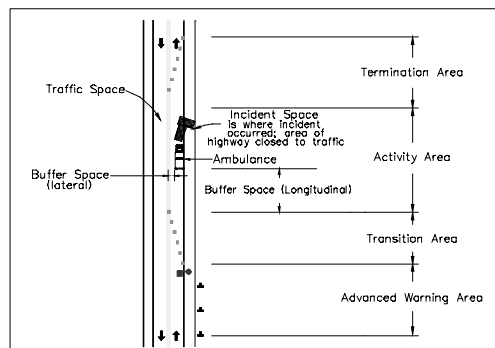 Termination Area
Traffic Space
Incident Space
is where incident
occurred; area of
highway closed to traffic
Activity Area
Ambulance
Buffer Space
(lateral)
Buffer Space (Longitudinal)
Transition Area
Advanced Warning Area